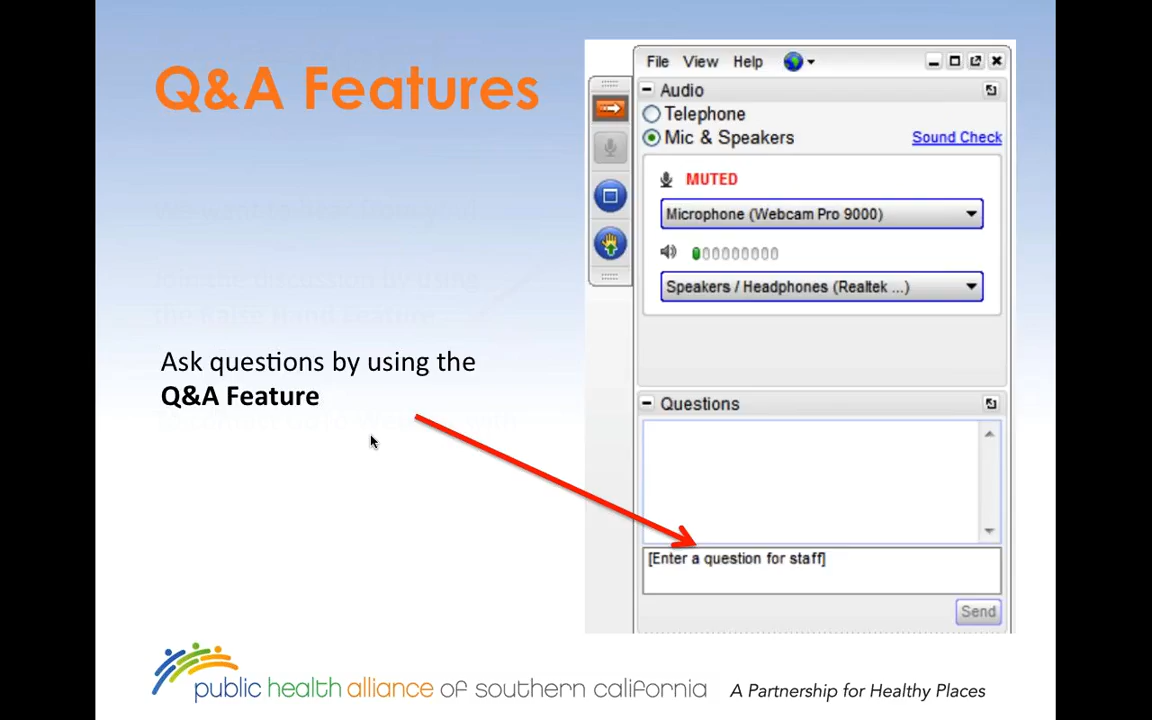 Q&A Features
Ask questions by using the
Q&A Feature
File View Help
Audio
Telephone
Mic & Speakers
Sound Check
MUTED
Microphone (Webcam Pro 9000)
Speakers / Headphones (Realtek ...)
Questions
[Enter a question for staff]
Send
public health alliance of southern california
A Partnership for Healthy Places